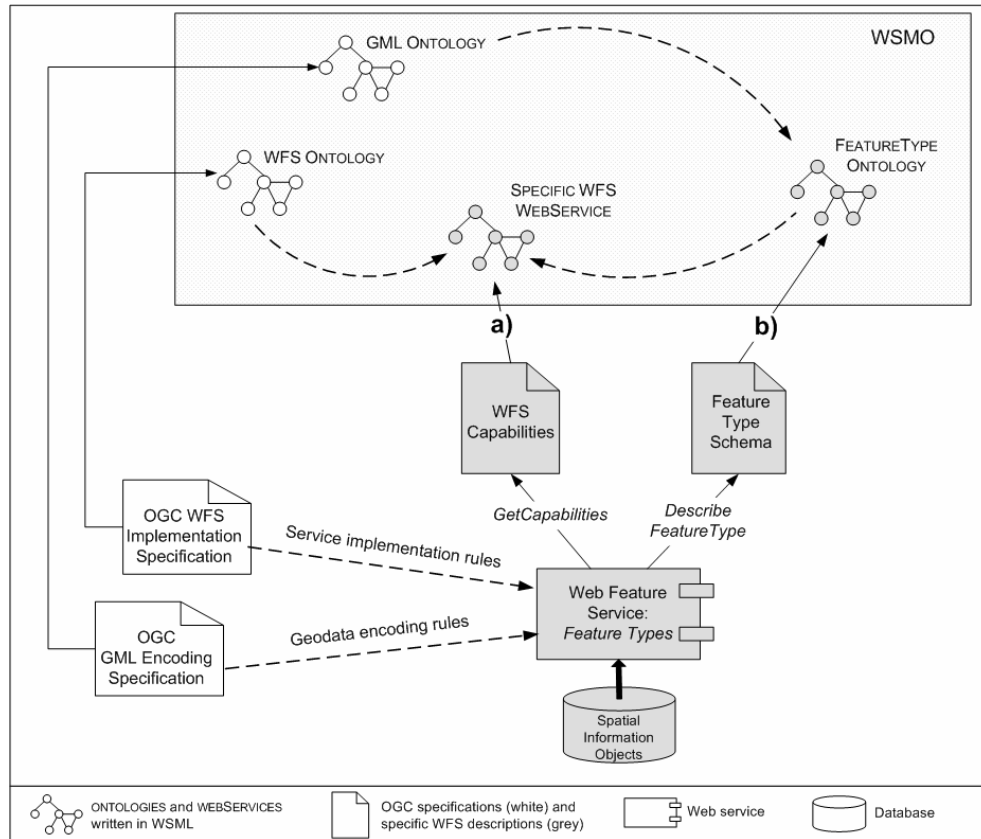 GML ONTOLOGY
WSMO
WFS ONTOLOGY
FEATURETYPE
ONTOLOGY
SPECIFIC WFS
WEBSERVICE
a)
b)
WFS
Capabilities
Feature
Type
Schema
GetCapabilities
Describe
FeatureType
OGC WFS
Implementation
Specification
Service implementation rules
Web Feature
Service:
Feature Types
OGC
GML Encoding
Specification
Geodata encoding rules
Spatial
Information
Objects
ONTOLOGIES and WEBSERVICES
written in WSML
OGC specifications (white) and
specific WFS descriptions (grey)
Web service
Database